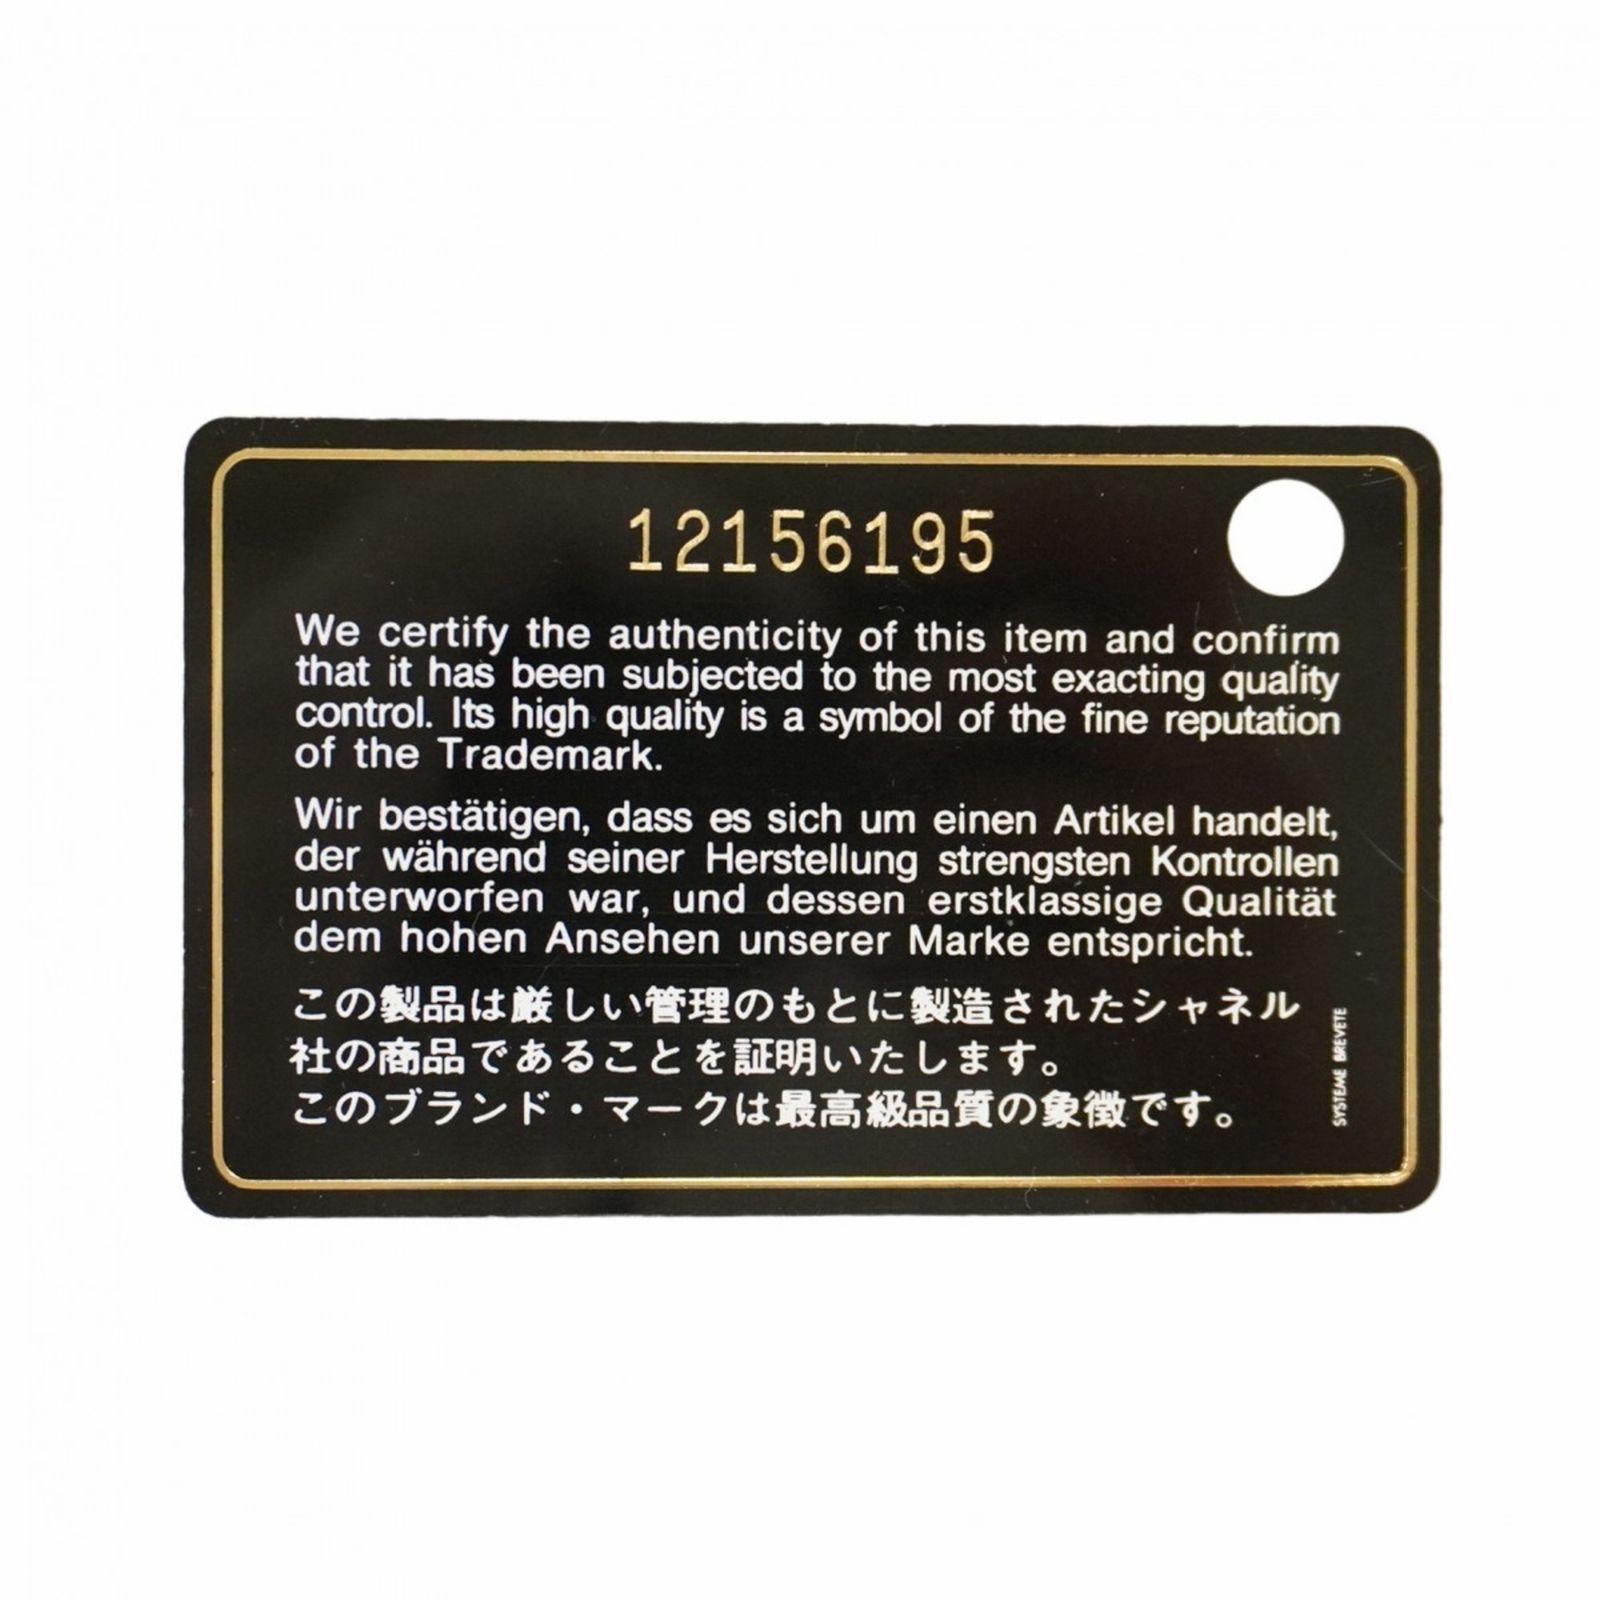 12156195
We certify the authenticity of this item and confirm
that it has been subjected to the most exacting quality
control. Its high quality is a symbol of the fine reputation
of the Trademark.
Wir bestätigen, dass es sich um einen Artikel handelt,
der während seiner Herstellung strengsten Kontrollen
unterworfen war, und dessen erstklassige Qualität
dem hohen Ansehen unserer Marke entspricht.
この製品は厳しい管理のもとに製造されたシャネル
社の商品であることを証明いたします。
このブランド・マークは最高級品質の象徴です。
SYSTEME BREVETE